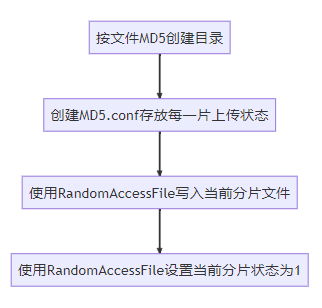 按文件MD5创建目录
创建MD5.conf存放每一片上传状态
使用RandomAccessFile写入当前分片文件
使用RandomAccessFile设置当前分片状态为1